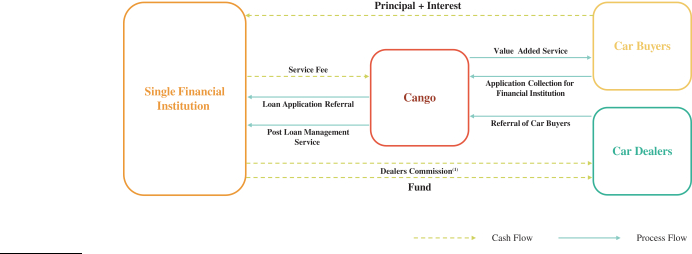 Principal + Interest
Car Buyers
Value Added Service
Service Fee
Single Financial
Institution
Cango
Application Collection for
Financial Institution
Loan Application Referral
Referral of Car Buyers
Post Loan Management
Service
Car Dealers
Dealers Commission(1)
Fund
Cash Flow
Process Flow